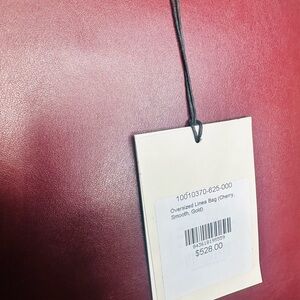 10010370-625-000
Oversized Linea Bag (Cherry,
Smooth, Gold)
$528.00